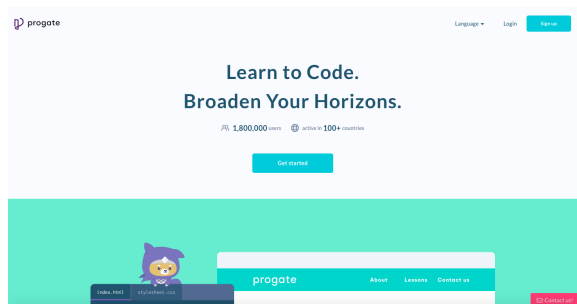 progate
Language
Login
Sign up
Learn to Code.
Broaden Your Horizons.
1,800,000 users
active in 100+ countries
Get started
index.html
stylesheet.css
progate
About
Lessons
Contact us
Contact us!